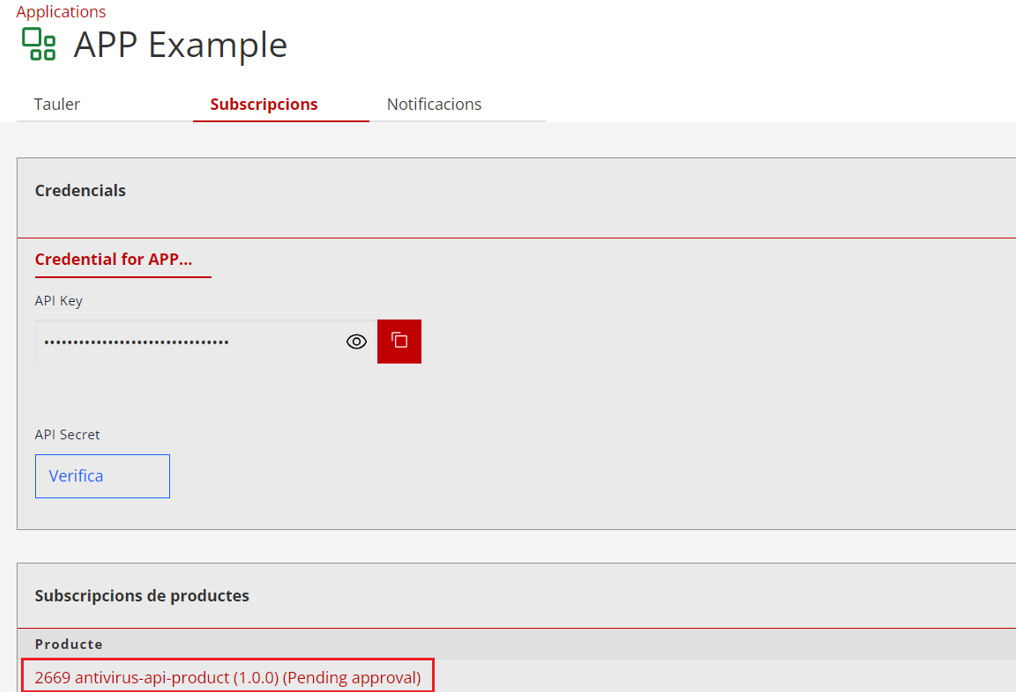 Applications
APP Example
Tauler Subscripcions Notificacions
Credencials
Credential for APP...
API Key
••••••••••••••••••••••••••••••••
API Secret
Verifica
Subscripcions de productes
Producte
2669 antivirus-api-product (1.0.0) (Pending approval)